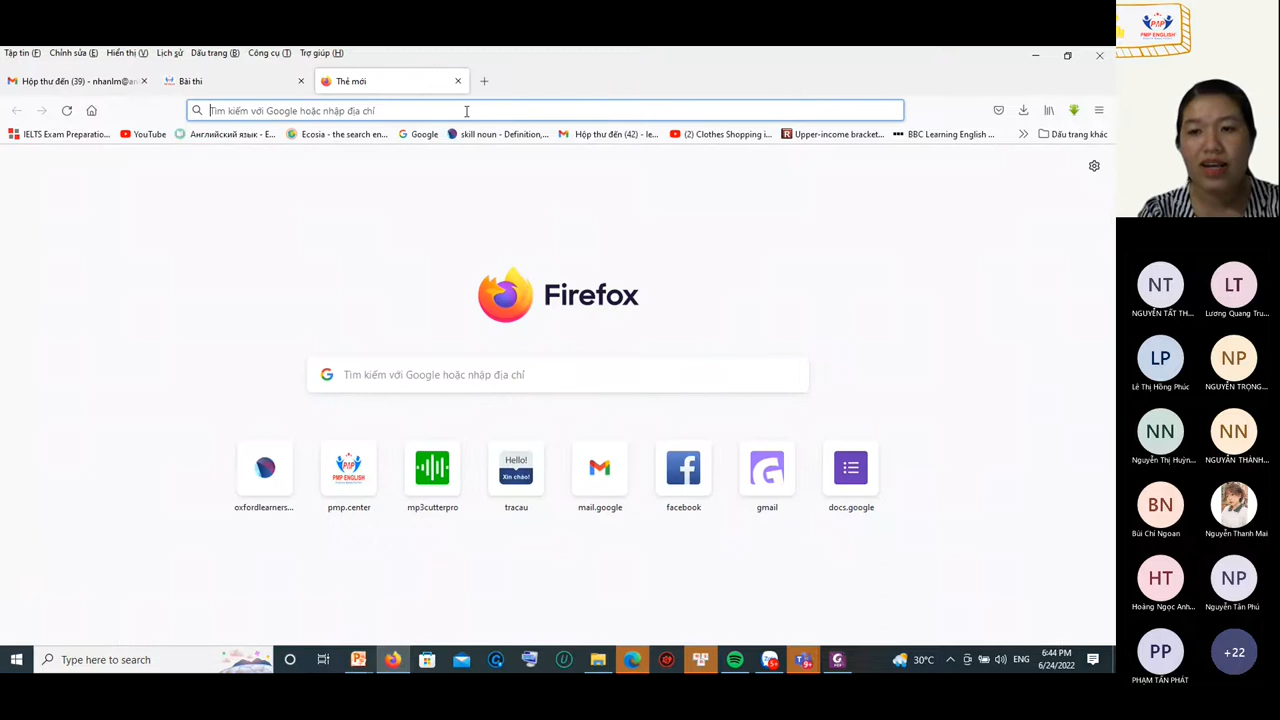 Tập tin (F) Chỉnh sửa (E) Hiển thị (V) Lịch sử Dấu trang (B) Công cụ (T) Trợ giúp (H)
Hộp thư đến (39) - nhanlm@an
Bài thi
Thẻ mới
Tìm kiếm với Google hoặc nhập địa chỉ
IELTS Exam Preparatio...
YouTube
Английский язык - E...
Ecosia - the search en...
Google
skill noun - Definition,...
Hộp thư đến (42) - le...
(2) Clothes Shopping i...
Upper-income bracket...
BBC Learning English ...
Dấu trang khác
Firefox
Tìm kiếm với Google hoặc nhập địa chỉ
PMP ENGLISH
Hello!
Xin chào!
oxfordlearners...
pmp.center
mp3cutterpro
tracau
mail.google
facebook
gmail
docs.google
Type here to search
30°C
ENG
6:44 PM
6/24/2022
PMP
PMP ENGLISH
NT
LT
NGUYỄN TẤT TH...
Lương Quang Tru...
LP
NP
Lê Thị Hồng Phúc
NGUYỄN TRỌNG...
NN
NN
Nguyễn Thị Huỳn...
NGUYỄN THÀNH...
BN
Bùi Chí Ngoan
Nguyễn Thanh Mai
HT
NP
Hoàng Ngọc Anh...
Nguyễn Tấn Phú
PP
+22
PHẠM TẤN PHÁT